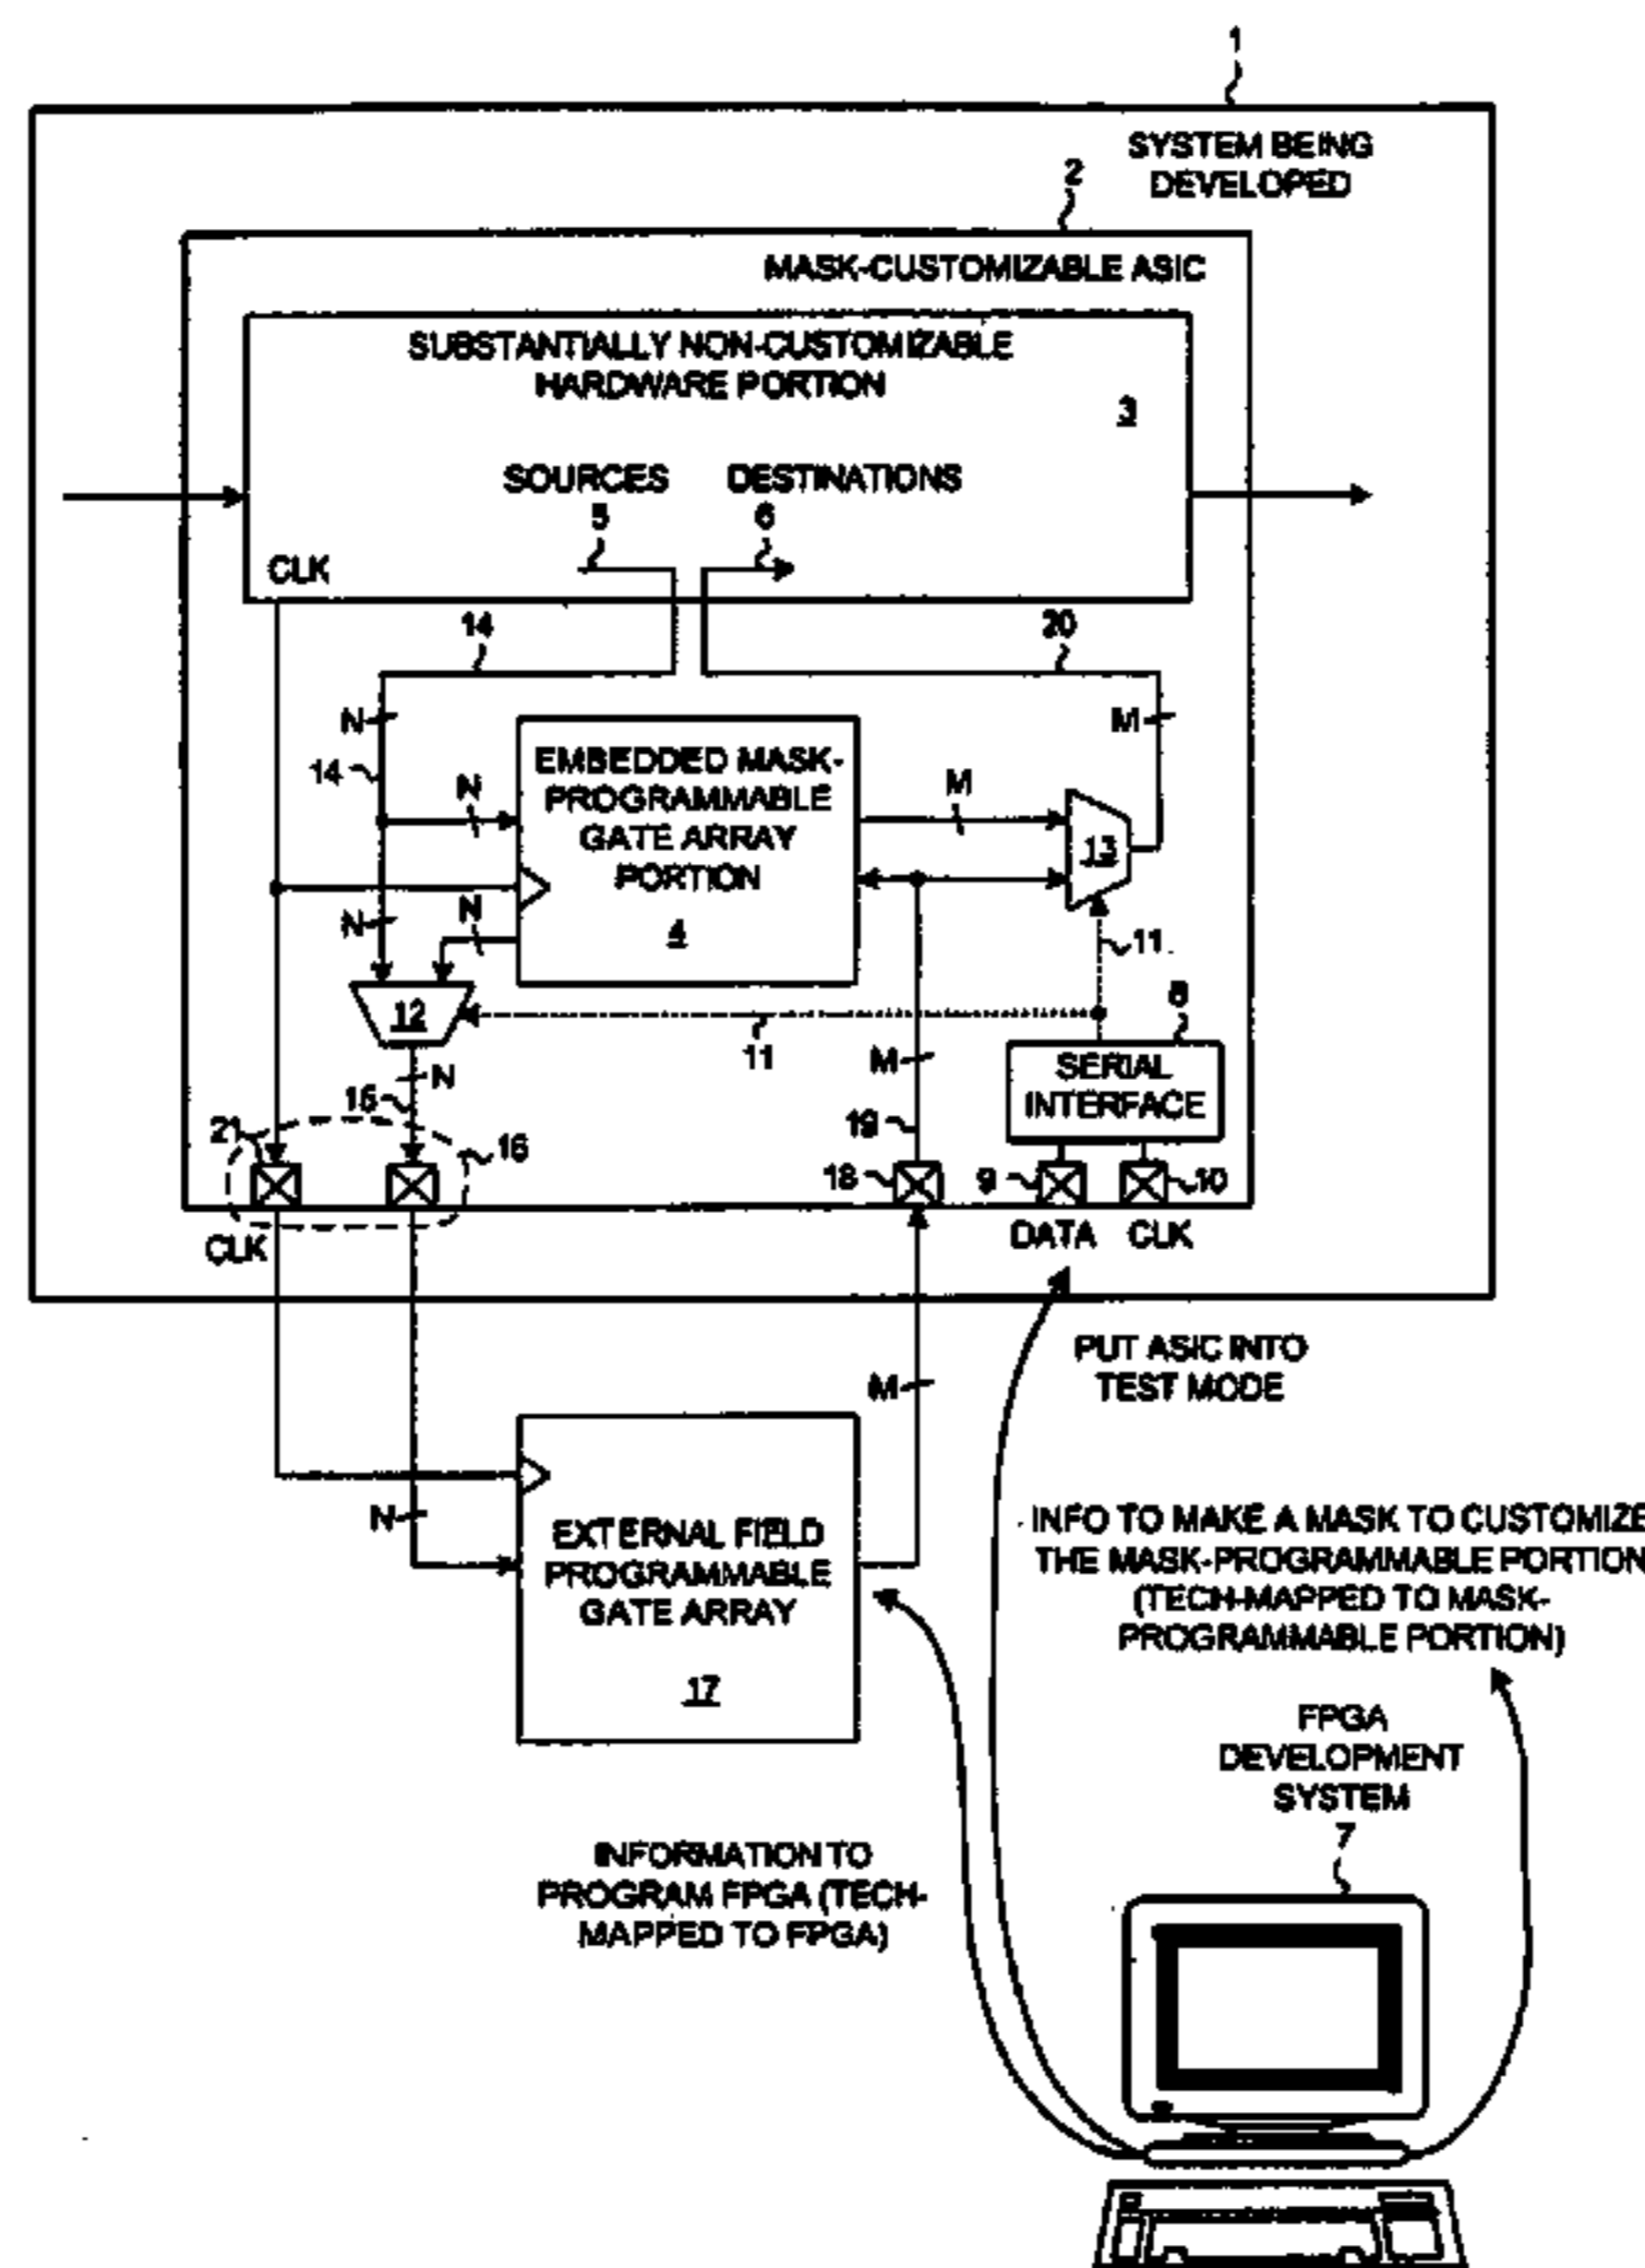 1
SYSTEM BEING
DEVELOPED
2
MASK-CUSTOMIZABLE ASIC
SUBSTANTIALLY NON-CUSTOMIZABLE
HARDWARE PORTION
3
SOURCES
5
DESTINATIONS
6
CLK
14
20
N
M
14
N
EMBEDDED MASK-
PROGRAMMABLE
GATE ARRAY
PORTION
4
M
13
N
N
12
11
11
8
SERIAL
INTERFACE
N
15
M
19
21
16
18
9
10
CLK
DATA
CLK
PUT ASIC INTO
TEST MODE
M
N
EXTERNAL FIELD
PROGRAMMABLE
GATE ARRAY
17
INFO TO MAKE A MASK TO CUSTOMIZE
THE MASK-PROGRAMMABLE PORTION
(TECH-MAPPED TO MASK-
PROGRAMMABLE PORTION)
FPGA
DEVELOPMENT
SYSTEM
7
INFORMATION TO
PROGRAM FPGA (TECH-
MAPPED TO FPGA)